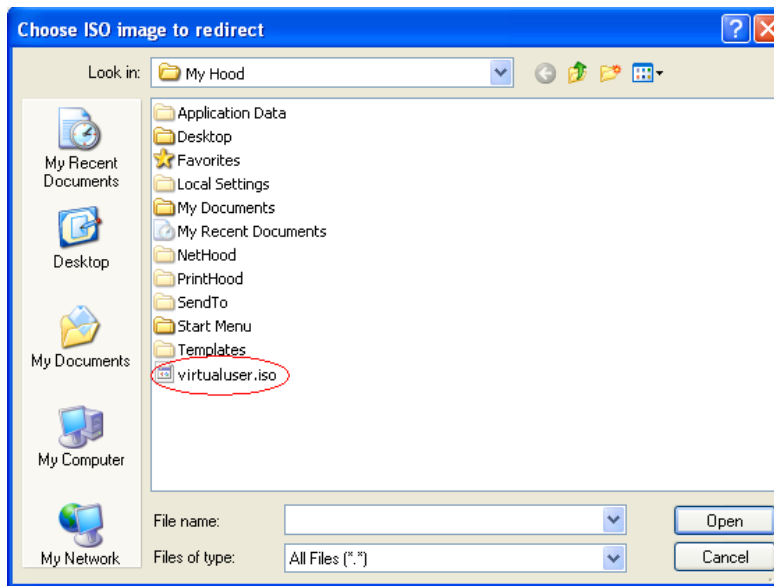 Choose ISO image to redirect
Look in: My Hood
Application Data
Desktop
Favorites
Local Settings
My Documents
My Recent Documents
NetHood
PrintHood
SendTo
Start Menu
Templates
virtualuser.iso
My Recent
Documents
Desktop
My Documents
My Computer
My Network
File name:
Open
Files of type: All Files (*.*)
Cancel